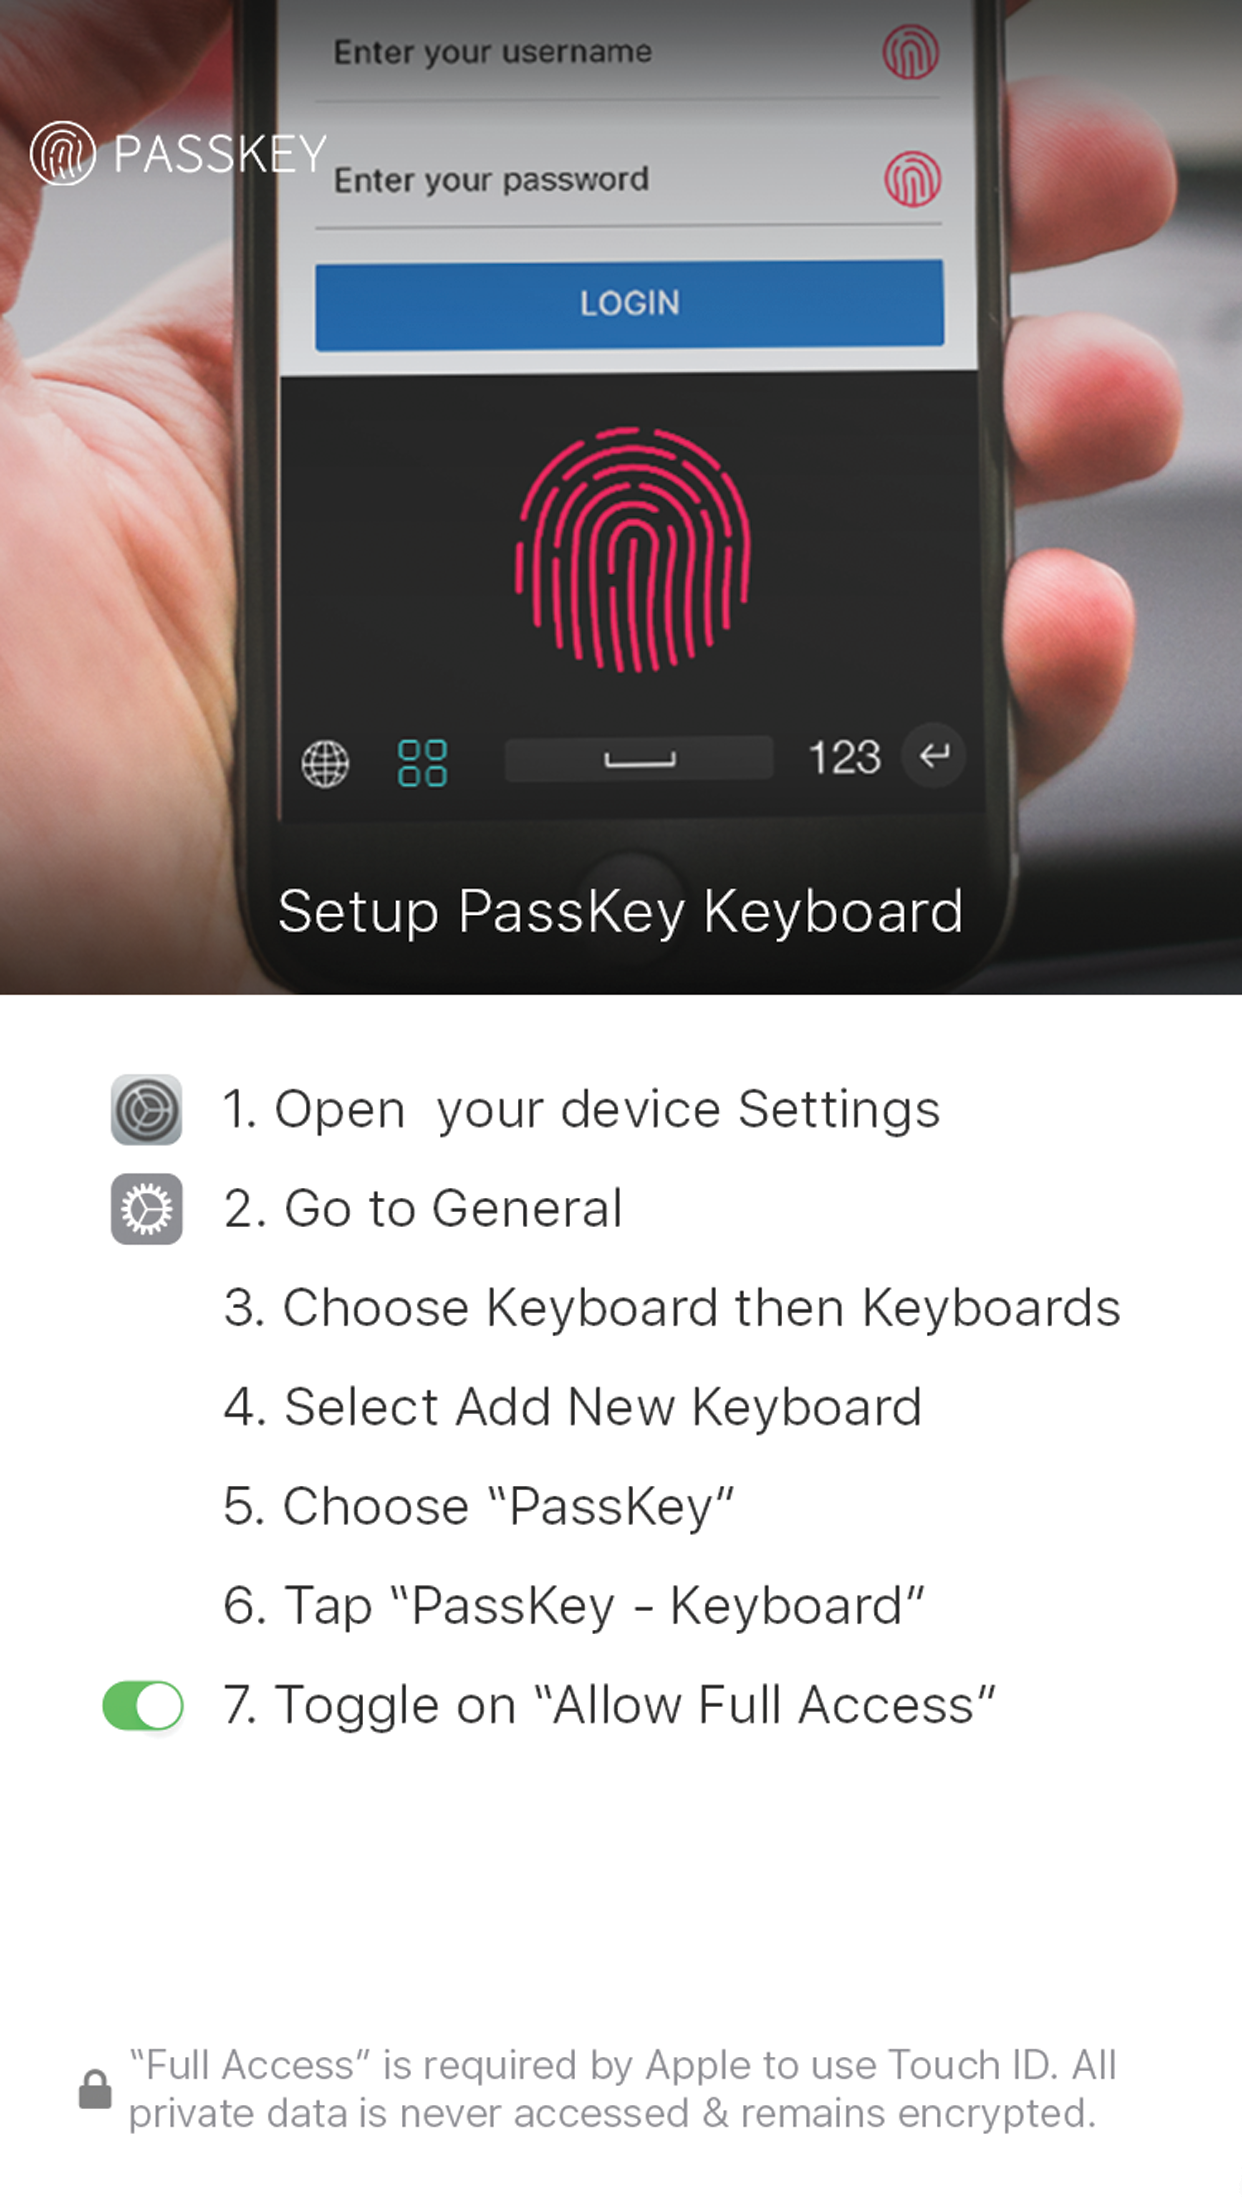 Enter your username
PASSKEY
Enter your password
LOGIN
123
Setup PassKey Keyboard
1. Open  your device Settings
2. Go to General
3. Choose Keyboard then Keyboards
4. Select Add New Keyboard
5. Choose “PassKey”
6. Tap “PassKey - Keyboard”
7. Toggle on “Allow Full Access”
“Full Access” is required by Apple to use Touch ID. All
private data is never accessed & remains encrypted.